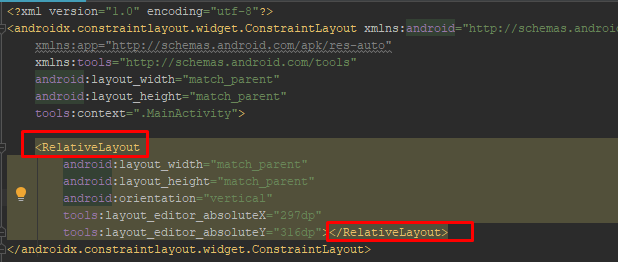 <?xml version="1.0" encoding="utf-8"?>
<androidx.constraintlayout.widget.ConstraintLayout xmlns:android="http://schemas.andro
xmlns:app="http://schemas.android.com/apk/res-auto"
xmlns:tools="http://schemas.android.com/tools"
android:layout_width="match_parent"
android:layout_height="match_parent"
tools:context=".MainActivity">
<RelativeLayout
android:layout_width="match_parent"
android:layout_height="match_parent"
android:orientation="vertical"
tools:layout_editor_absoluteX="297dp"
tools:layout_editor_absoluteY="316dp"></RelativeLayout>
</androidx.constraintlayout.widget.ConstraintLayout>